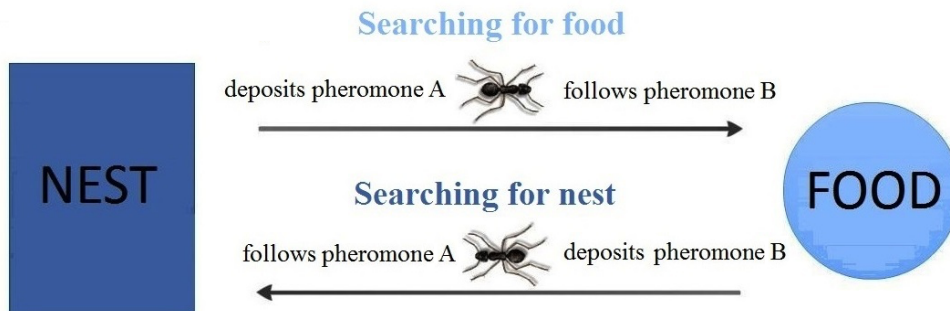 Searching for food
deposits pheromone A
follows pheromone B
NEST
FOOD
Searching for nest
follows pheromone A
deposits pheromone B